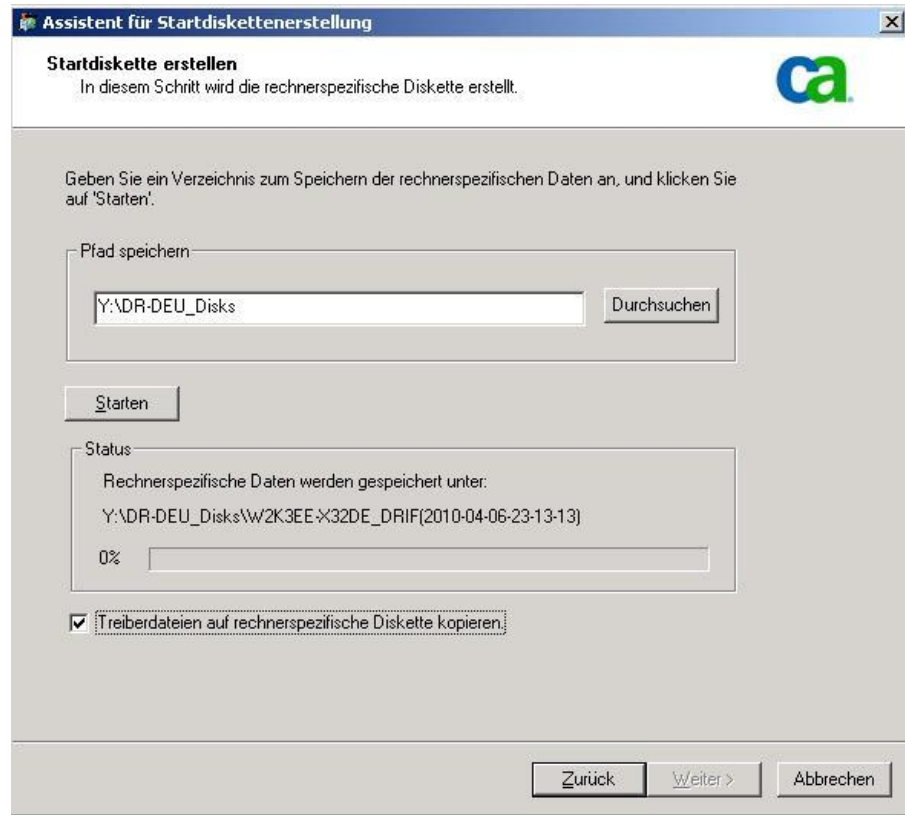 Assistent für Startdiskettenerstellung
Startdiskette erstellen
In diesem Schritt wird die rechnerspezifische Diskette erstellt.
ca
Geben Sie ein Verzeichnis zum Speichern der rechnerspezifischen Daten an, und klicken Sie
auf 'Starten'.
Pfad speichern
Y:\DR-DEU_Disks
Durchsuchen
Starten
Status
Rechnerspezifische Daten werden gespeichert unter:
Y:\DR-DEU_Disks\W2K3EE-X32DE_DRIF(2010-04-06-23-13-13)
0%
Treiberdateien auf rechnerspezifische Diskette kopieren.
Zurück
Weiter >
Abbrechen